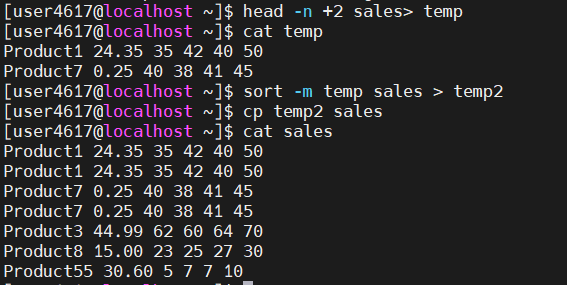 [user4617@localhost ~]$ head -n +2 sales> temp
[user4617@localhost ~]$ cat temp
Product1 24.35 35 42 40 50
Product7 0.25 40 38 41 45
[user4617@localhost ~]$ sort -m temp sales > temp2
[user4617@localhost ~]$ cp temp2 sales
[user4617@localhost ~]$ cat sales
Product1 24.35 35 42 40 50
Product1 24.35 35 42 40 50
Product7 0.25 40 38 41 45
Product7 0.25 40 38 41 45
Product3 44.99 62 60 64 70
Product8 15.00 23 25 27 30
Product55 30.60 5 7 7 10
[user4617@localhost ~]$